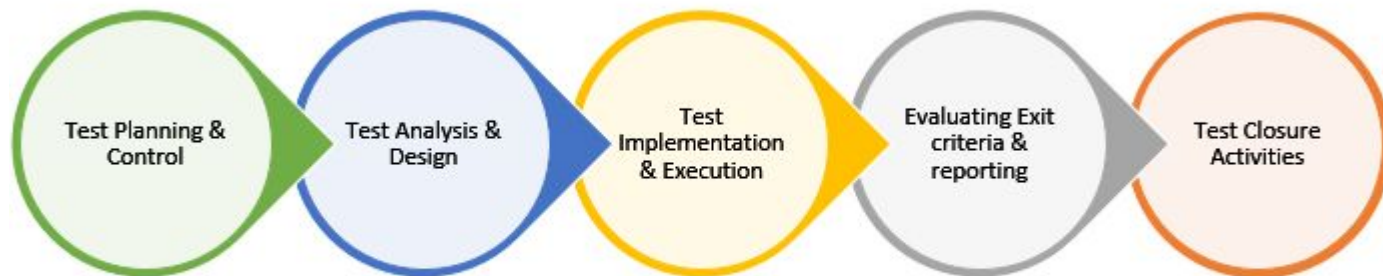 Test Planning &
Control
Test Analysis &
Design
Test
Implementation
& Execution
Evaluating Exit
criteria &
reporting
Test Closure
Activities